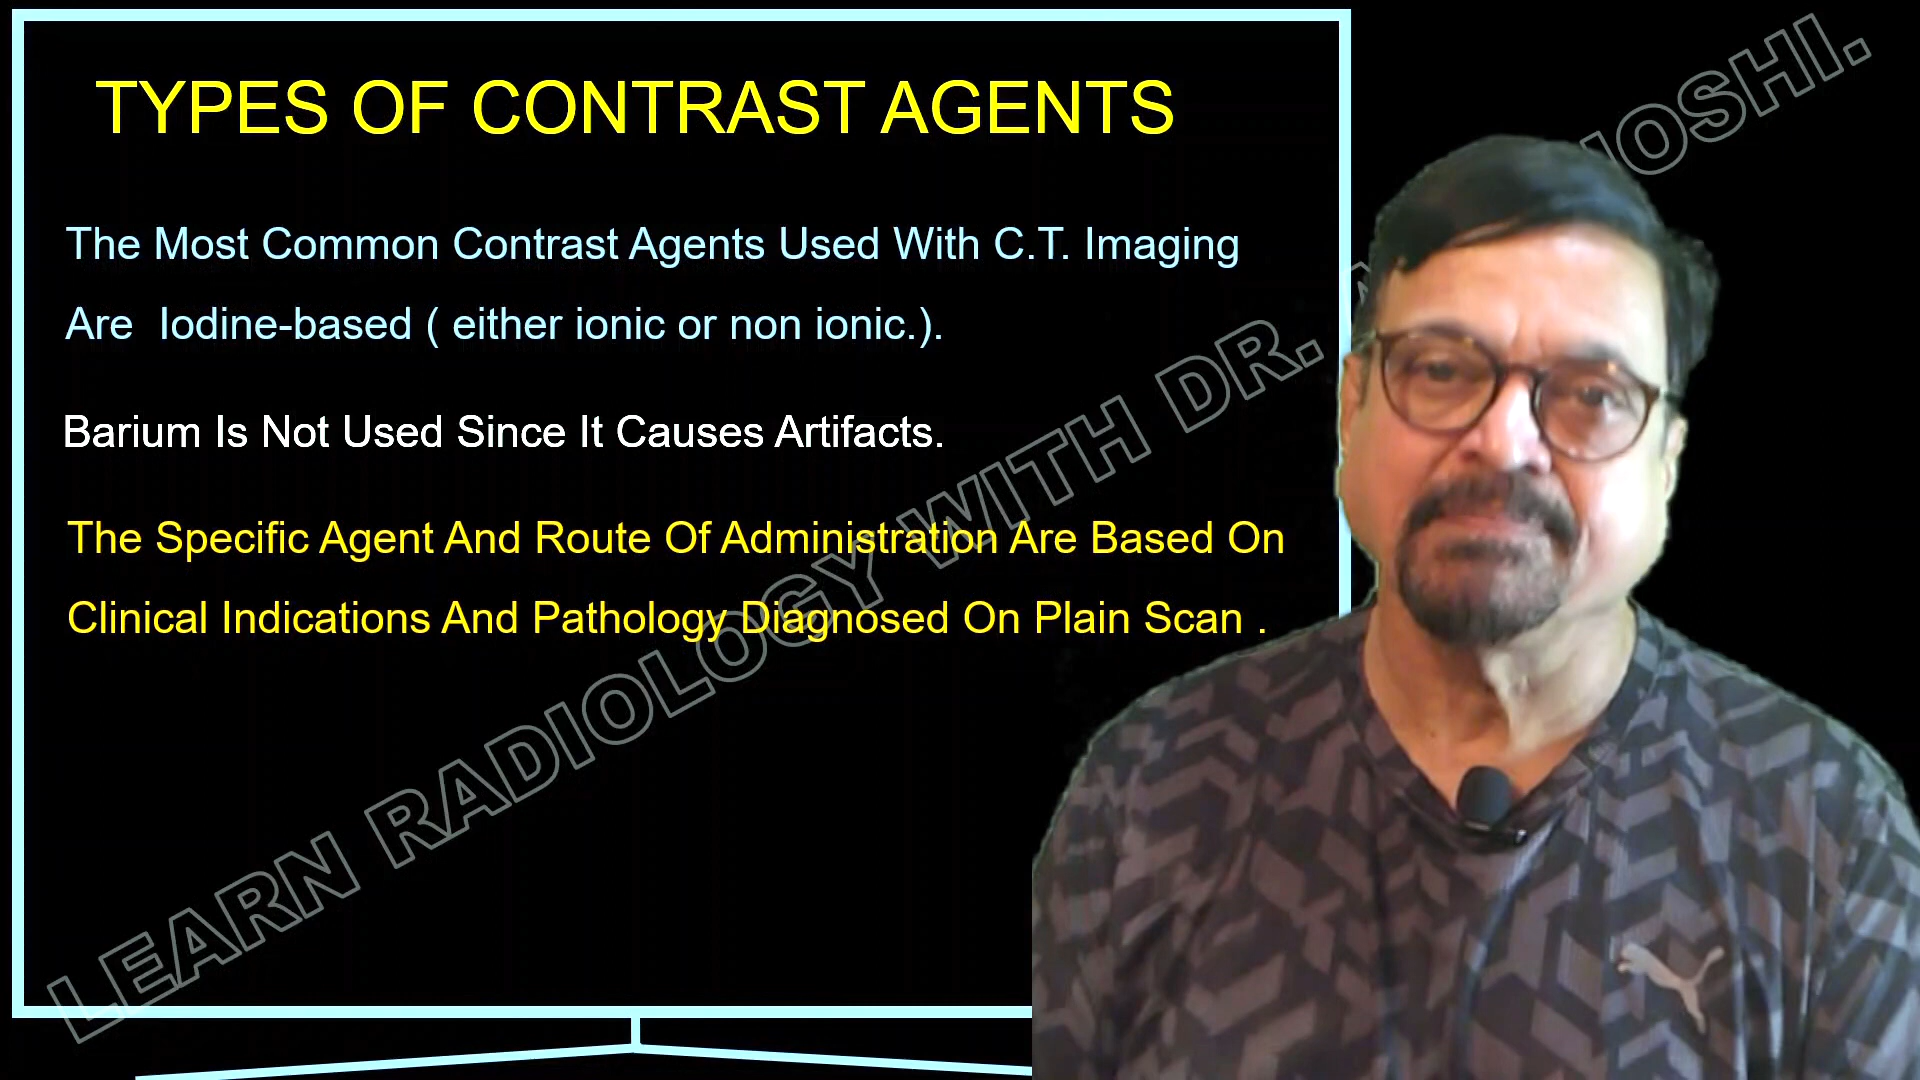 TYPES OF CONTRAST AGENTS
The Most Common Contrast Agents Used With C.T. Imaging
Are  Iodine-based ( either ionic or non ionic.).
Barium Is Not Used Since It Causes Artifacts.
The Specific Agent And Route Of Administration Are Based On
Clinical Indications And Pathology Diagnosed On Plain Scan .
LEARN RADIOLOGY WITH DR. JOSHI.